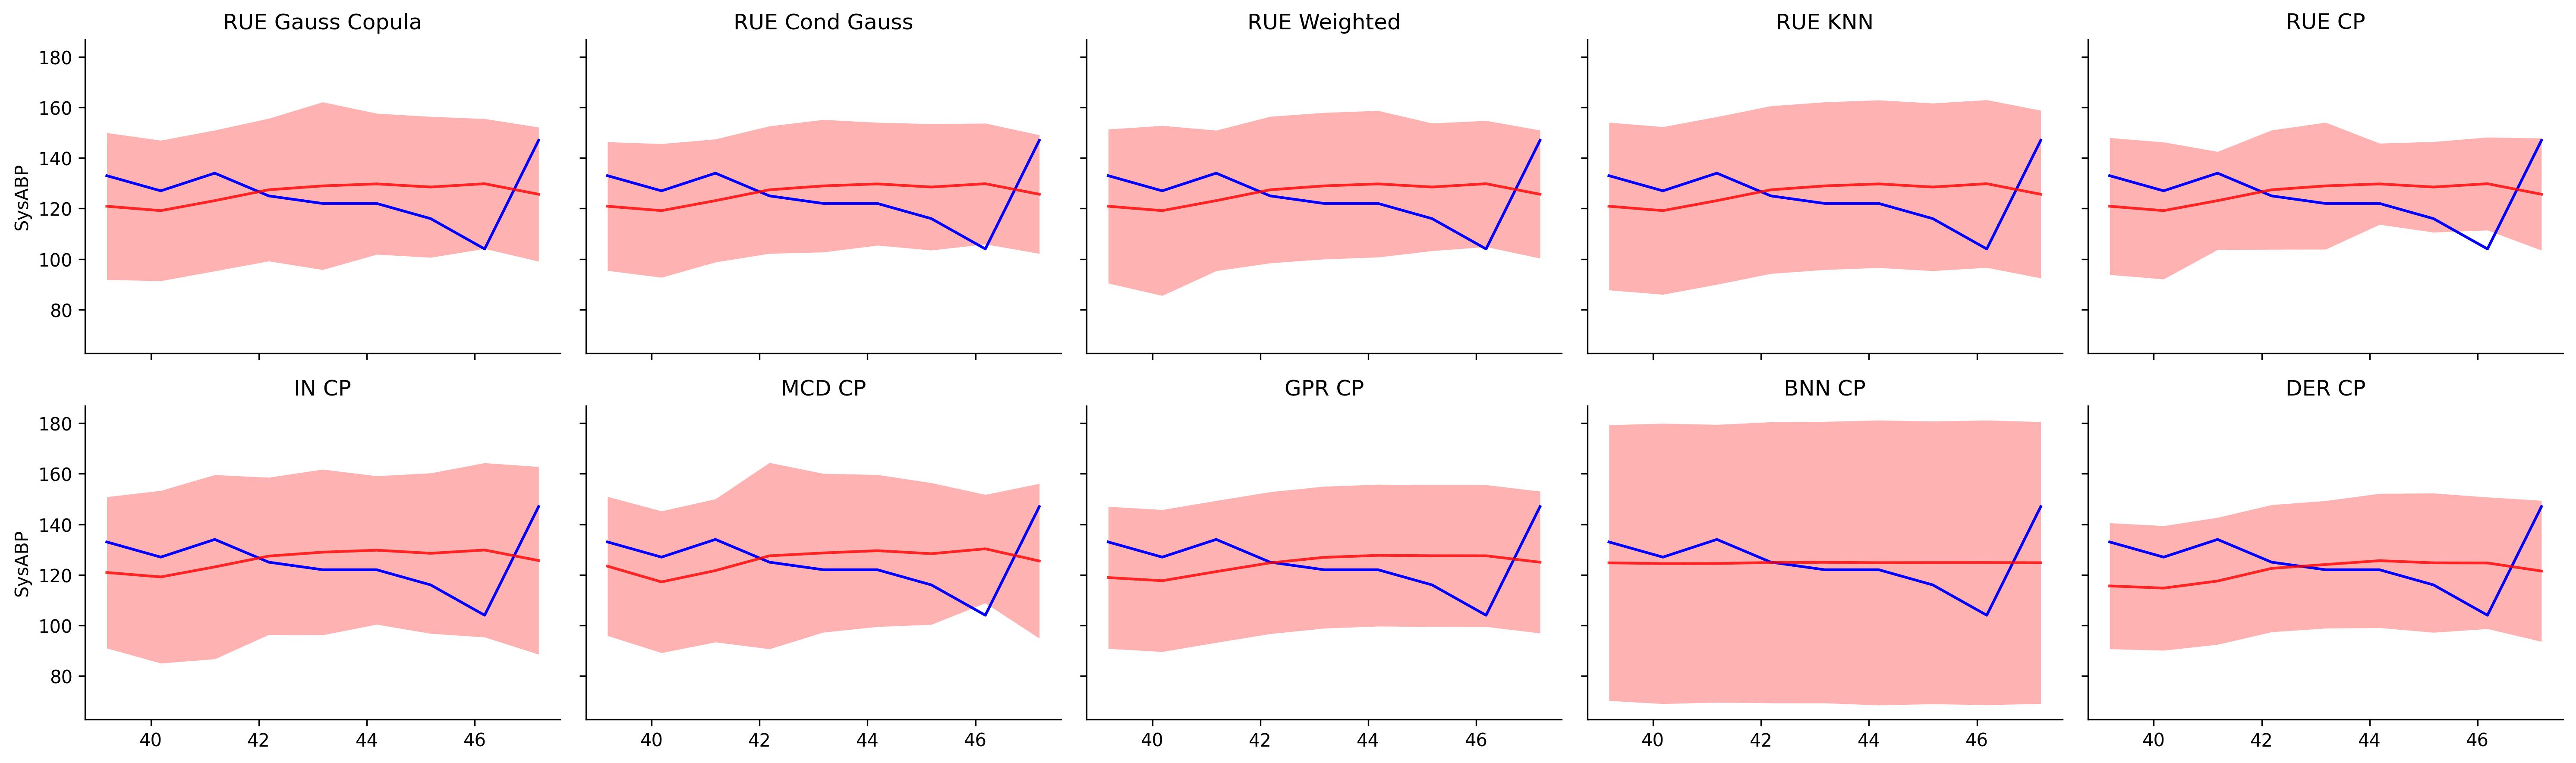 RUE Gauss Copula
RUE Cond Gauss
RUE Weighted
RUE KNN
RUE CP
180
160
140
120
100
80
SysABP
IN CP
MCD CP
GPR CP
BNN CP
DER CP
180
160
140
120
100
80
SysABP
40 42 44 46
40 42 44 46
40 42 44 46
40 42 44 46
40 42 44 46